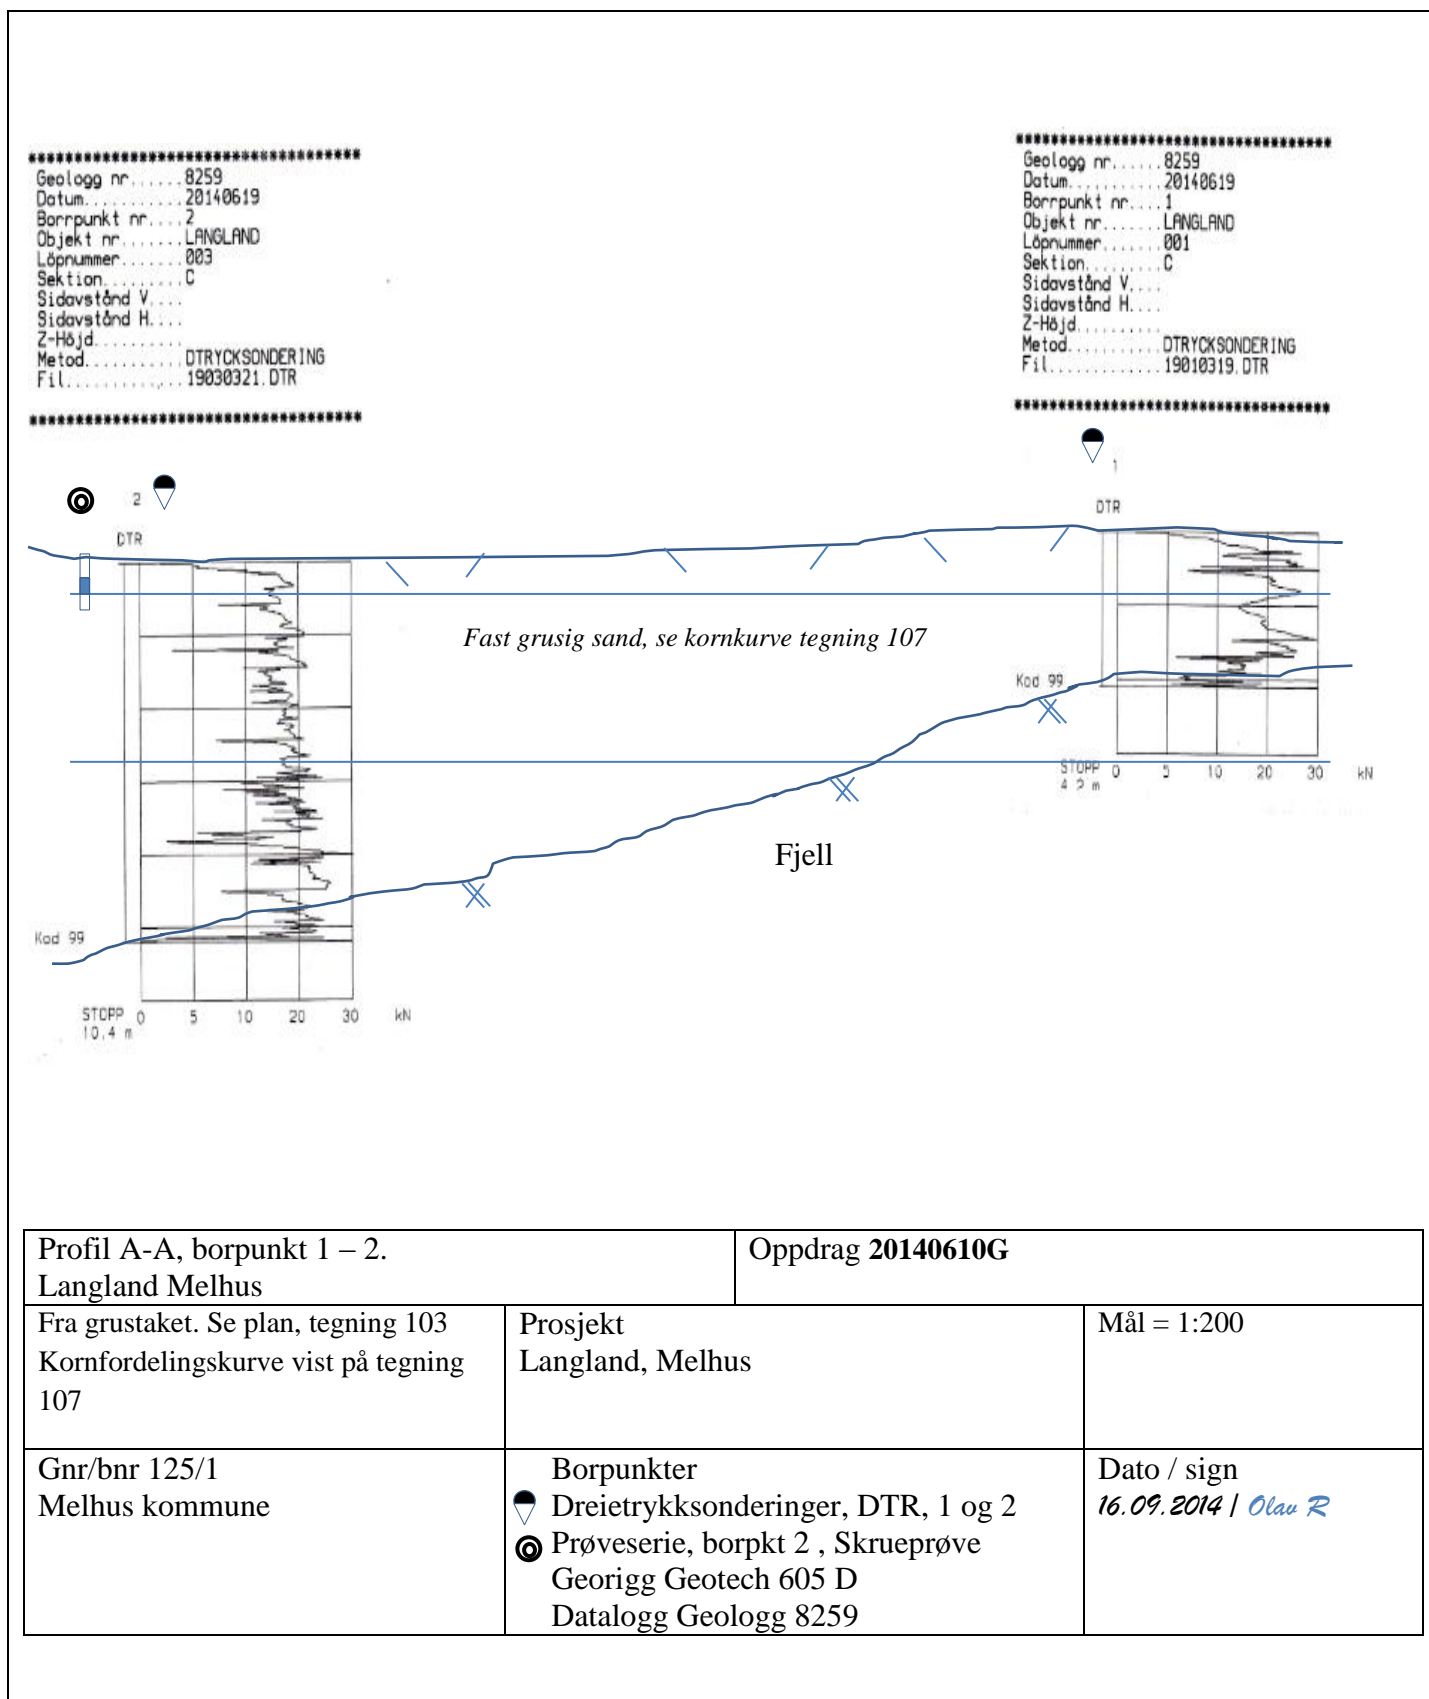 ***********************************
Geologg nr......8259
Datum...........20140619
Borrpunkt nr....2
Objekt nr.......LANGLAND
Löpnummer.......003
Sektion.........C
Sidavstånd V....
Sidavstånd H....
Z-Höjd..........
Metod...........DTRYCKSONDERING
Fil.............19030321.DTR
***********************************
***********************************
Geologg nr......8259
Datum...........20140619
Borrpunkt nr....1
Objekt nr.......LANGLAND
Löpnummer.......001
Sektion.........C
Sidavstånd V....
Sidavstånd H....
Z-Höjd..........
Metod...........DTRYCKSONDERING
Fil.............19010319.DTR
***********************************
2
DTR
1
DTR
Fast grusig sand, se kornkurve tegning 107
Kod 99
STOPP 0 5 10 20 30 kN
4.2 m
Fjell
Kod 99
STOPP 0 5 10 20 30 kN
10,4 m
Profil A-A, borpunkt 1 – 2.
Langland Melhus
Oppdrag 20140610G
Fra grustaket. Se plan, tegning 103
Kornfordelingskurve vist på tegning
107
Prosjekt
Langland, Melhus
Mål = 1:200
Gnr/bnr 125/1
Melhus kommune
Borpunkter
Dreietrykksonderinger, DTR, 1 og 2
Prøveserie, borpkt 2 , Skrueprøve
Georigg Geotech 605 D
Datalogg Geologg 8259
Dato / sign
16.09.2014 / Olav R